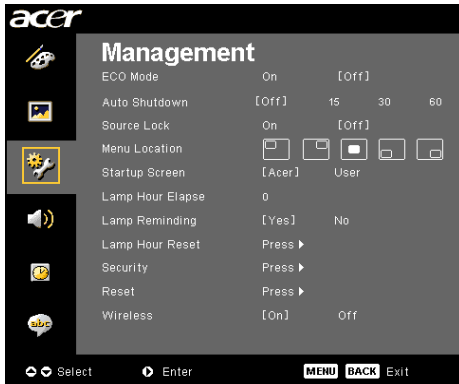 acer
Management
ECO Mode On [Off]
Auto Shutdown [Off] 15 30 60
Source Lock On [Off]
Menu Location
Startup Screen [Acer] User
Lamp Hour Elapse 0
Lamp Reminding [Yes] No
Lamp Hour Reset Press
Security Press
Reset Press
Wireless [On] Off
abc
Select Enter MENU BACK Exit